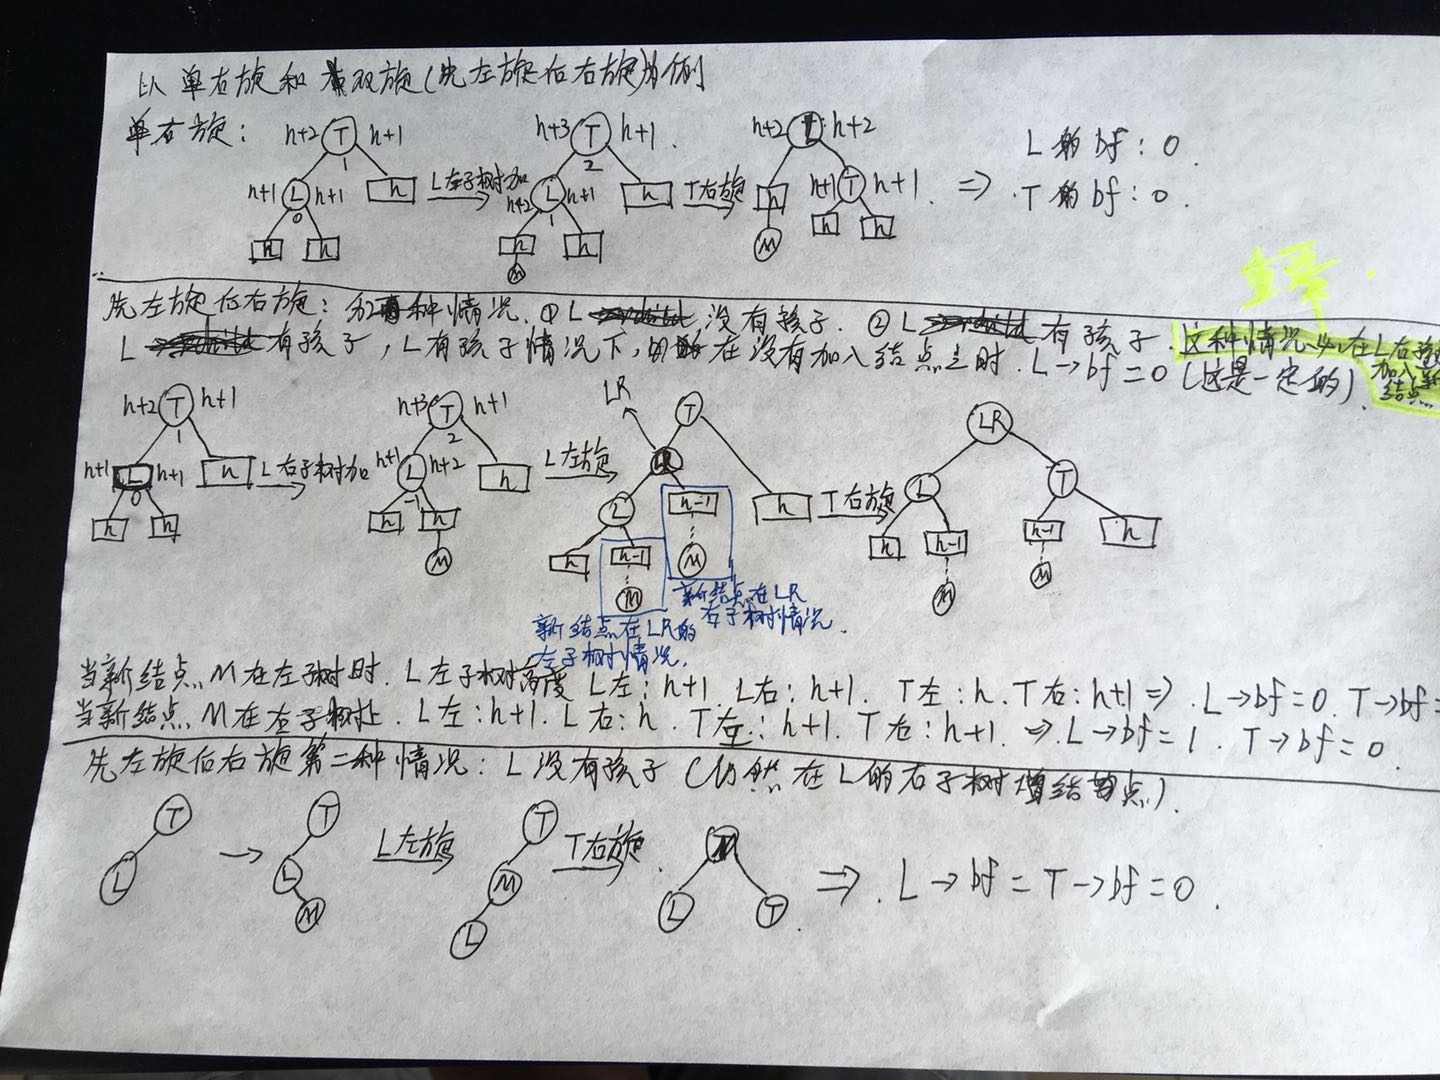 以单右旋和双旋(先左旋后右旋)为例
单右旋:
h+2 T h+1
1
h+1 L h+1 h
0
h h
L左子树加
h+3 T h+1
2
h+2 L h+1 h
1
h h
M
T右旋
h+2 L h+2
h h+1 T h+1
h h
M
⇒
L的bf:0.
T的bf:0.
重要
先左旋后右旋:分两种情况.①L没有孩子.②L有孩子.这种情况 在L右孩
L有孩子,L有孩子情况下,在没有加入结点之时.L→bf=0(这是一定的).加入新
结点...
h+2 T h+1
1
h+1 L h+1 h
0
h h
L右子树加
h+3 T h+1
2
h+1 L h+2 h
-1
h h
M
L左旋
LR T
LR
L h-1 h
h h-1 M
M
新结点在LR
右子树情况.
新结点在LR的
左子树情况.
T右旋
LR
L T
h h-1 h-1 h
M M
当新结点M在左子树时.L左子树高度 L左:h+1.L右:h+1.T左:h.T右:h+1⇒.L→bf=0.T→bf=
当新结点M在右子树上.L左:h+1.L右:h.T左:h+1.T右:h+1.⇒.L→bf=1.T→bf=0.
先左旋后右旋第二种情况:L没有孩子(仍然在L的右子树增结点).
T
L
→
T
L
M
L左旋
T
M
L
T右旋.
M
L T
⇒.L→bf=T→bf=0.